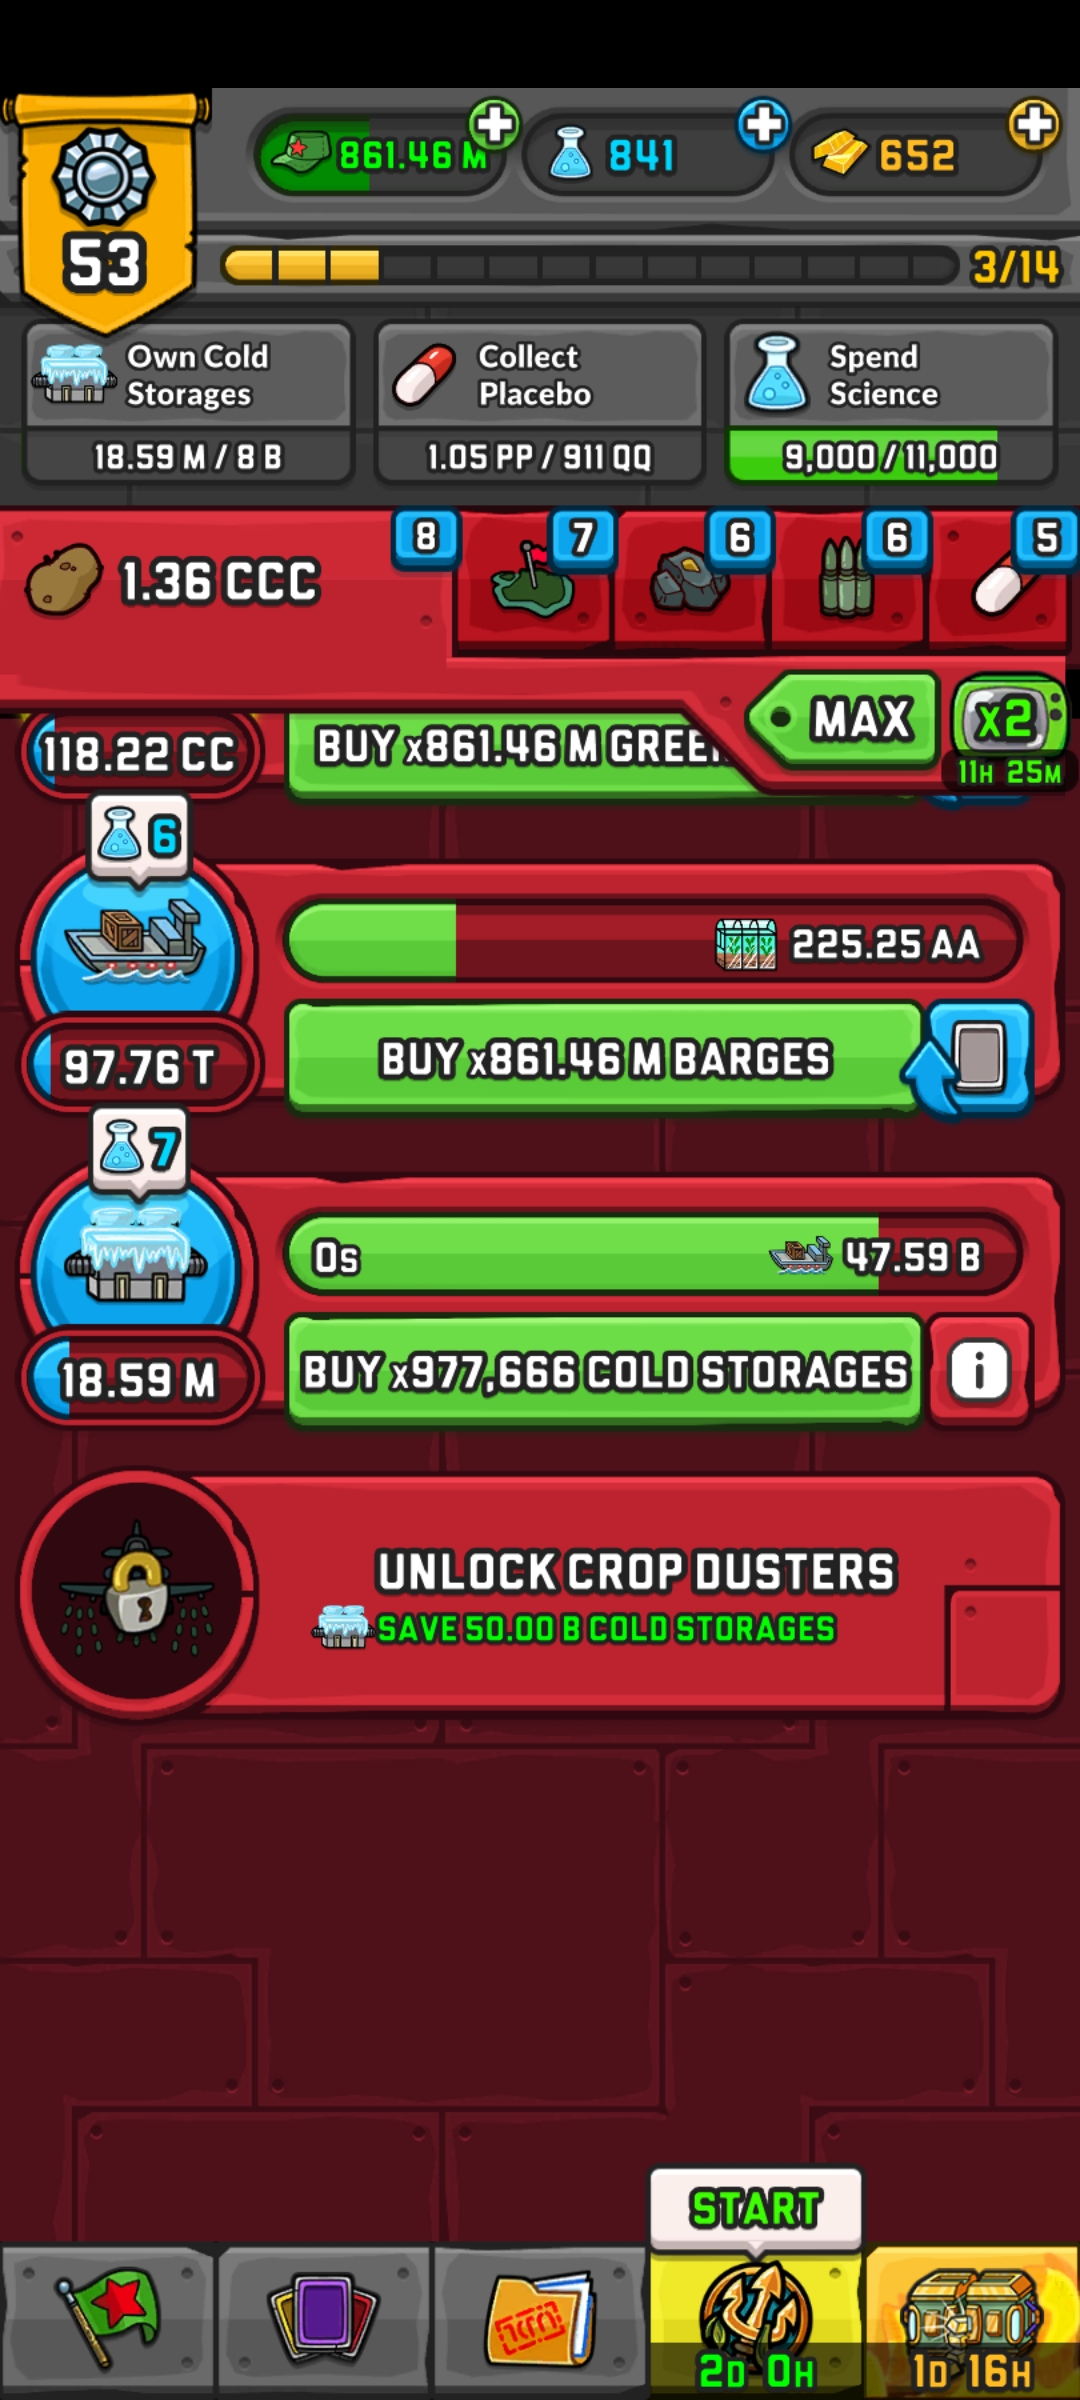 53
861.46 M
841
652
3/14
Own Cold
Storages
18.59 M / 8 B
Collect
Placebo
1.05 PP / 911 QQ
Spend
Science
9,000 / 11,000
1.36 CCC
8
7
6
6
5
MAX
x2
11H 25M
118.22 CC
BUY x861.46 M
6
225.25 AA
97.76 T
BUY x861.46 M BARGES
7
0s
47.59 B
18.59 M
BUY x977,666 COLD STORAGES
i
UNLOCK CROP DUSTERS
SAVE 50.00 B COLD STORAGES
START
2D 0H
1D 16H